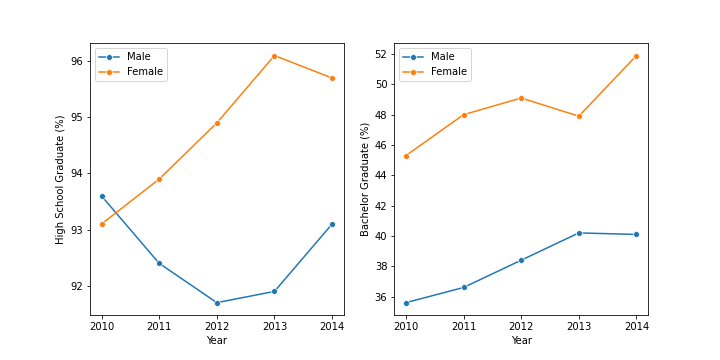 Male
Female
High School Graduate (%)
96
95
94
93
92
2010 2011 2012 2013 2014
Year
Male
Female
Bachelor Graduate (%)
52
50
48
46
44
42
40
38
36
2010 2011 2012 2013 2014
Year